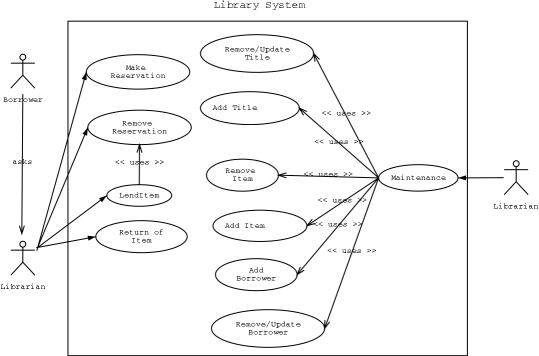 Library System
Remove/Update
Title
Make
Reservation
Borrower
Add Title
<< uses >>
Remove
Reservation
<< uses >>
asks
<< uses >>
Remove
Item
<< uses >>
Maintenance
LendItem
<< uses >>
Librarian
Add Item
<< uses >>
Return of
Item
<< uses >>
Add
Borrower
Librarian
Remove/Update
Borrower